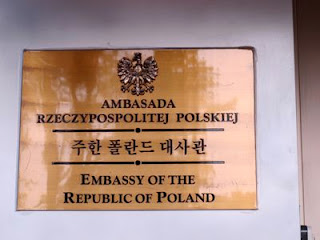 AMBASADA
RZECZYPOSPOLITEJ POLSKIEJ
주한 폴란드 대사관
EMBASSY OF THE
REPUBLIC OF POLAND